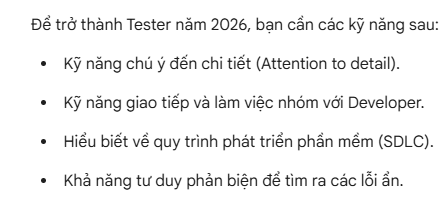 Để trở thành Tester năm 2026, bạn cần các kỹ năng sau:
• Kỹ năng chú ý đến chi tiết (Attention to detail).
• Kỹ năng giao tiếp và làm việc nhóm với Developer.
• Hiểu biết về quy trình phát triển phần mềm (SDLC).
• Khả năng tư duy phản biện để tìm ra các lỗi ẩn.